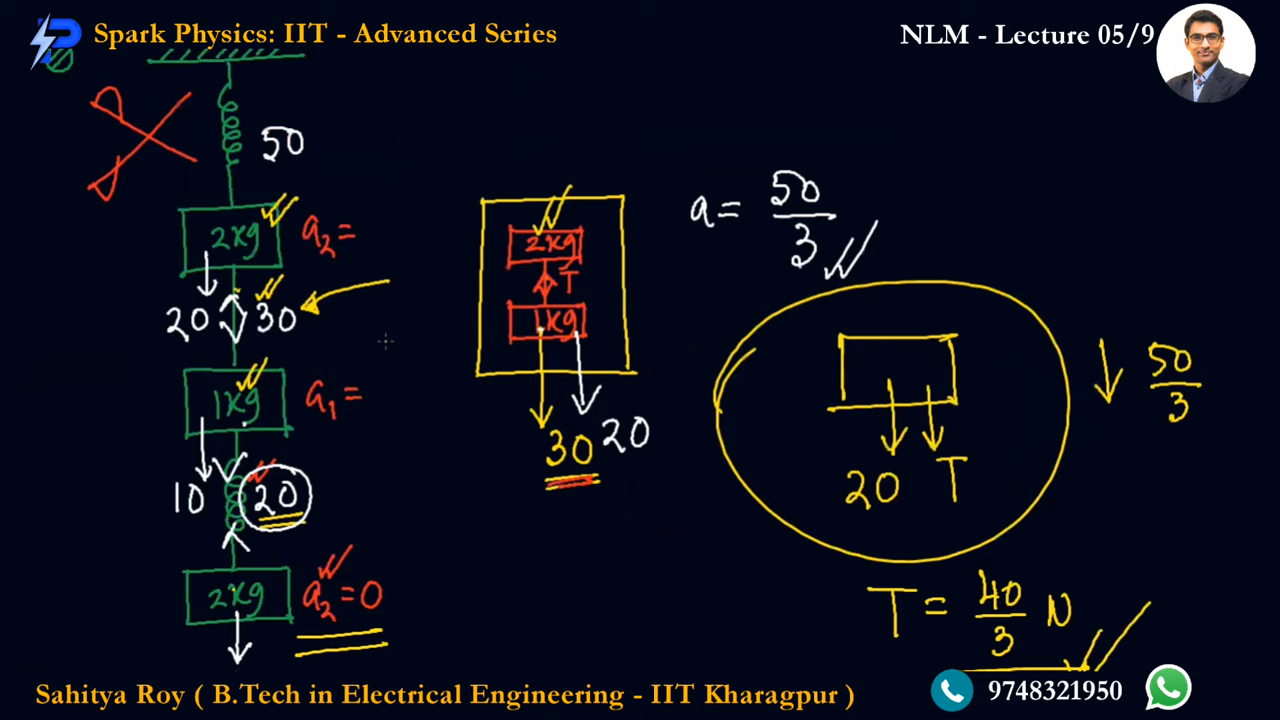 Spark Physics: IIT - Advanced Series
NLM - Lecture 05/9
50
2kg
a₂ =
20
30
1kg
a₁ =
10
20
2kg
a₂ = 0
2kg
T
1kg
30
20
a = 50/3
20
T
50/3
T = 40/3 N
Sahitya Roy ( B.Tech in Electrical Engineering - IIT Kharagpur )
9748321950